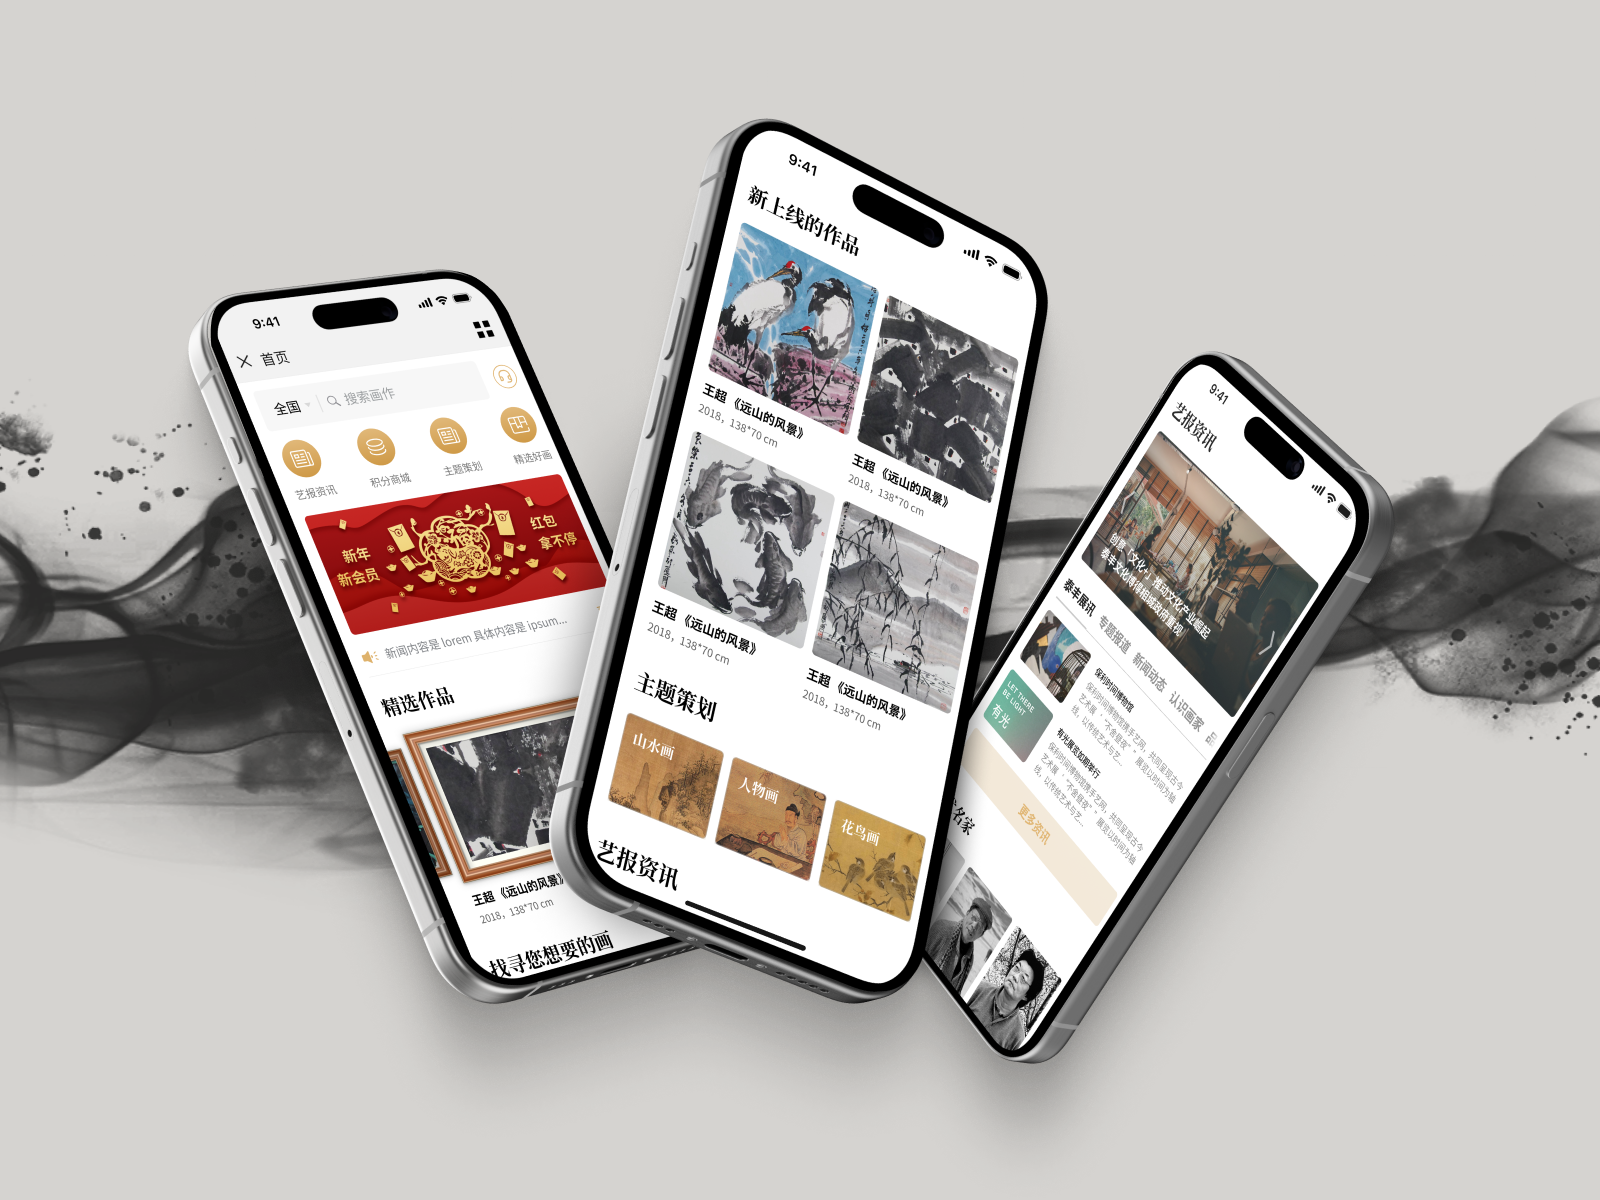 9:41
首页
全国
搜索画作
艺报资讯
积分商城
主题策划
精选好画
新年
新会员
红包
拿不停
新闻内容是 lorem 具体内容是 ipsum...
精选作品
王超《远山的风景》
2018，138*70 cm
找寻您想要的画
9:41
新上线的作品
王超 《远山的风景》
2018，138*70 cm
王超 《远山的风景》
2018，138*70 cm
王超 《远山的风景》
2018，138*70 cm
王超 《远山的风景》
2018，138*70 cm
主题策划
山水画
人物画
花鸟画
艺报资讯
9:41
艺报资讯
创意「文化+」推动文化产业崛起
泰丰文化博得相城政府重视
泰丰展讯
专题报道
新闻动态
认识画家
品
保利时间博物馆
保利时间博物馆携手艺网，共同呈现古今
艺术展“‘不舍昼夜’”。展览以时间为轴
线，以传统艺术与艺...
LET THERE
BE LIGHT
有光
有光展览如期举行
保利时间博物馆携手艺网，共同呈现古今
艺术展“‘不舍昼夜’”。展览以时间为轴
线，以传统艺术与艺...
更多资讯
名家